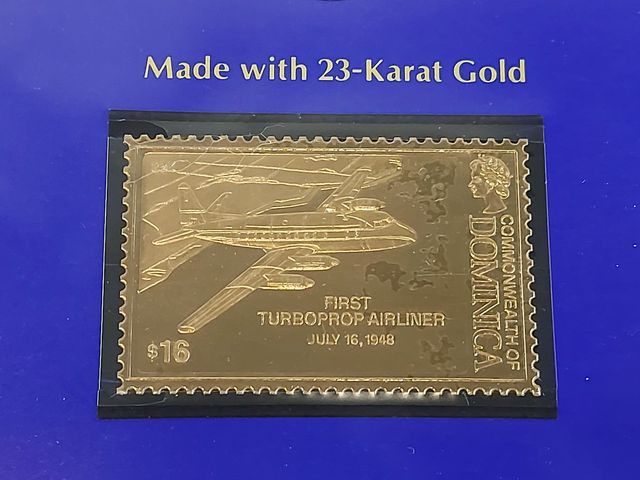 Made with 23-Karat Gold
COMMONWEALTH OF
DOMINICA
FIRST
TURBOPROP AIRLINER
JULY 16, 1948
$16